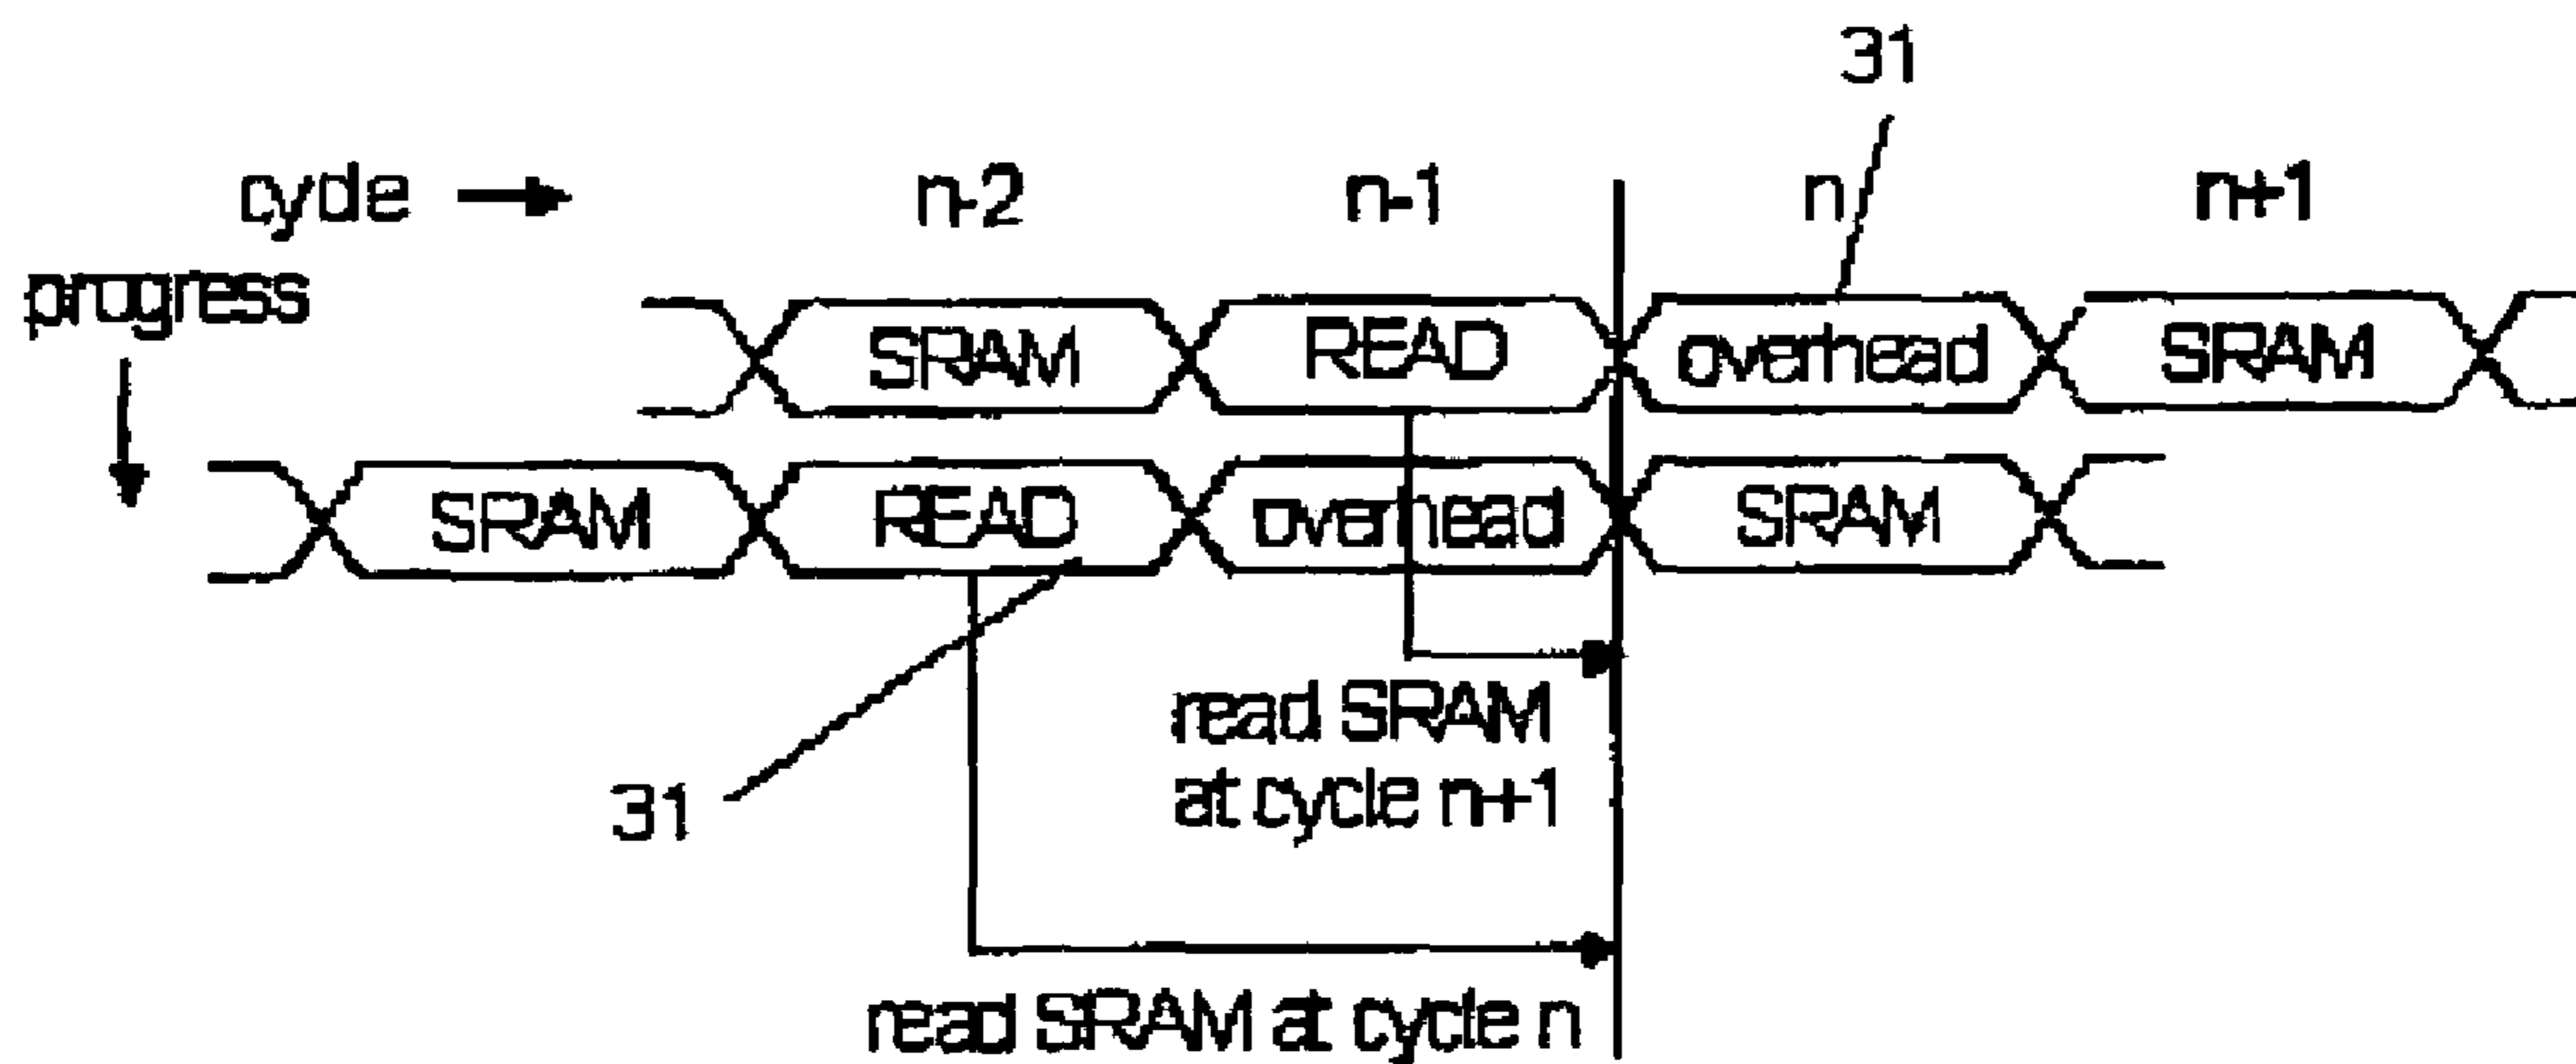 31
cycle n-2 n-1 n n+1
progress
SRAM READ overhead SRAM
SRAM READ overhead SRAM
read SRAM
at cycle n+1
31
read SRAM at cycle n